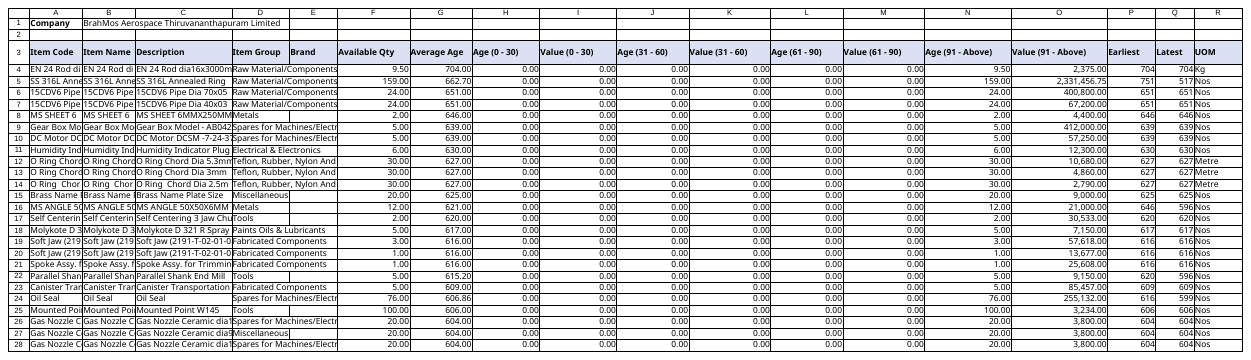 A B C D E F G H I J K L M N O P Q R
1 Company BrahMos Aerospace Thiruvananthapuram Limited
2
3 Item Code Item Name Description Item Group Brand Available Qty Average Age Age (0 - 30) Value (0 - 30) Age (31 - 60) Value (31 - 60) Age (61 - 90) Value (61 - 90) Age (91 - Above) Value (91 - Above) Earliest Latest UOM
4 EN 24 Rod di EN 24 Rod di EN 24 Rod dia16x3000m Raw Material/Components 9.50 704.00 0.00 0.00 0.00 0.00 0.00 0.00 9.50 2,375.00 704 704 Kg
5 SS 316L Anne SS 316L Anne SS 316L Annealed Ring Raw Material/Components 159.00 662.70 0.00 0.00 0.00 0.00 0.00 0.00 159.00 2,331,456.75 751 517 Nos
6 15CDV6 Pipe 15CDV6 Pipe 15CDV6 Pipe Dia 70x05 Raw Material/Components 24.00 651.00 0.00 0.00 0.00 0.00 0.00 0.00 24.00 400,800.00 651 651 Nos
7 15CDV6 Pipe 15CDV6 Pipe 15CDV6 Pipe Dia 40x03 Raw Material/Components 24.00 651.00 0.00 0.00 0.00 0.00 0.00 0.00 24.00 67,200.00 651 651 Nos
8 MS SHEET 6 MS SHEET 6 MS SHEET 6MMX250MM Metals 2.00 646.00 0.00 0.00 0.00 0.00 0.00 0.00 2.00 4,400.00 646 646 Nos
9 Gear Box Mo Gear Box Mo Gear Box Model - AB042 Spares for Machines/Electr 5.00 639.00 0.00 0.00 0.00 0.00 0.00 0.00 5.00 412,000.00 639 639 Nos
10 DC Motor DC DC Motor DC DC Motor DCSM -7-24-3 Spares for Machines/Electr 5.00 639.00 0.00 0.00 0.00 0.00 0.00 0.00 5.00 57,250.00 639 639 Nos
11 Humidity Ind Humidity Ind Humidity Indicator Plug Electrical & Electronics 6.00 630.00 0.00 0.00 0.00 0.00 0.00 0.00 6.00 12,300.00 630 630 Nos
12 O Ring Chord O Ring Chord O Ring Chord Dia 5.3mm Teflon, Rubber, Nylon And 30.00 627.00 0.00 0.00 0.00 0.00 0.00 0.00 30.00 10,680.00 627 627 Metre
13 O Ring Chord O Ring Chord O Ring Chord Dia 3mm Teflon, Rubber, Nylon And 30.00 627.00 0.00 0.00 0.00 0.00 0.00 0.00 30.00 4,860.00 627 627 Metre
14 O Ring Chor O Ring Chor O Ring Chord Dia 2.5m Teflon, Rubber, Nylon And 30.00 627.00 0.00 0.00 0.00 0.00 0.00 0.00 30.00 2,790.00 627 627 Metre
15 Brass Name Brass Name Brass Name Plate Size Miscellaneous 20.00 625.00 0.00 0.00 0.00 0.00 0.00 0.00 20.00 9,000.00 625 625 Nos
16 MS ANGLE 50 MS ANGLE 50 MS ANGLE 50X50X6MM Metals 12.00 621.00 0.00 0.00 0.00 0.00 0.00 0.00 12.00 21,000.00 646 596 Nos
17 Self Centerin Self Centerin Self Centering 3 Jaw Chu Tools 2.00 620.00 0.00 0.00 0.00 0.00 0.00 0.00 2.00 30,533.00 620 620 Nos
18 Molykote D 3 Molykote D 3 Molykote D 321 R Spray Paints Oils & Lubricants 5.00 617.00 0.00 0.00 0.00 0.00 0.00 0.00 5.00 7,150.00 617 617 Nos
19 Soft Jaw (219 Soft Jaw (219 Soft Jaw (2191-T-02-01-0 Fabricated Components 3.00 616.00 0.00 0.00 0.00 0.00 0.00 0.00 3.00 57,618.00 616 616 Nos
20 Soft Jaw (219 Soft Jaw (219 Soft Jaw (2191-T-02-01-0 Fabricated Components 1.00 616.00 0.00 0.00 0.00 0.00 0.00 0.00 1.00 13,677.00 616 616 Nos
21 Spoke Assy. f Spoke Assy. f Spoke Assy. for Trimmin Fabricated Components 1.00 616.00 0.00 0.00 0.00 0.00 0.00 0.00 1.00 25,608.00 616 616 Nos
22 Parallel Shan Parallel Shan Parallel Shank End Mill Tools 5.00 615.20 0.00 0.00 0.00 0.00 0.00 0.00 5.00 9,150.00 620 596 Nos
23 Canister Tran Canister Tran Canister Transportation Fabricated Components 5.00 609.00 0.00 0.00 0.00 0.00 0.00 0.00 5.00 85,457.00 609 609 Nos
24 Oil Seal Oil Seal Oil Seal Spares for Machines/Electr 76.00 606.86 0.00 0.00 0.00 0.00 0.00 0.00 76.00 255,132.00 616 599 Nos
25 Mounted Poi Mounted Poi Mounted Point W145 Tools 100.00 606.00 0.00 0.00 0.00 0.00 0.00 0.00 100.00 3,234.00 606 606 Nos
26 Gas Nozzle C Gas Nozzle C Gas Nozzle Ceramic dia1 Spares for Machines/Electr 20.00 604.00 0.00 0.00 0.00 0.00 0.00 0.00 20.00 3,800.00 604 604 Nos
27 Gas Nozzle C Gas Nozzle C Gas Nozzle Ceramic dia9 Miscellaneous 20.00 604.00 0.00 0.00 0.00 0.00 0.00 0.00 20.00 3,800.00 604 604 Nos
28 Gas Nozzle C Gas Nozzle C Gas Nozzle Ceramic dia1 Spares for Machines/Electr 20.00 604.00 0.00 0.00 0.00 0.00 0.00 0.00 20.00 3,800.00 604 604 Nos